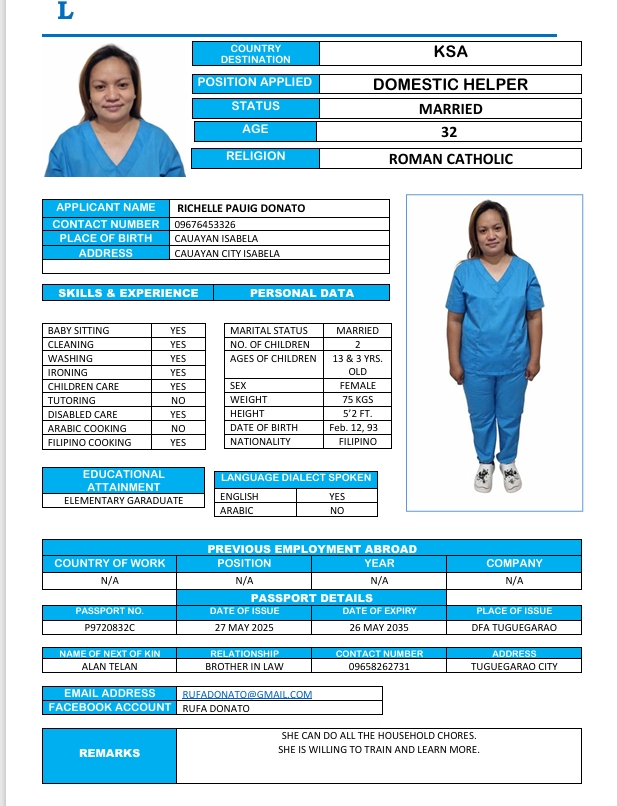 L
COUNTRY DESTINATION KSA
POSITION APPLIED DOMESTIC HELPER
STATUS MARRIED
AGE 32
RELIGION ROMAN CATHOLIC
APPLICANT NAME RICHELLE PAUIG DONATO
CONTACT NUMBER 09676453326
PLACE OF BIRTH CAUAYAN ISABELA
ADDRESS CAUAYAN CITY ISABELA
SKILLS & EXPERIENCE PERSONAL DATA
BABY SITTING YES
CLEANING YES
WASHING YES
IRONING YES
CHILDREN CARE YES
TUTORING NO
DISABLED CARE YES
ARABIC COOKING NO
FILIPINO COOKING YES
MARITAL STATUS MARRIED
NO. OF CHILDREN 2
AGES OF CHILDREN 13 & 3 YRS. OLD
SEX FEMALE
WEIGHT 75 KGS
HEIGHT 5'2 FT.
DATE OF BIRTH Feb. 12, 93
NATIONALITY FILIPINO
EDUCATIONAL ATTAINMENT
ELEMENTARY GARADUATE
LANGUAGE DIALECT SPOKEN
ENGLISH YES
ARABIC NO
PREVIOUS EMPLOYMENT ABROAD
COUNTRY OF WORK POSITION YEAR COMPANY
N/A N/A N/A N/A
PASSPORT DETAILS
PASSPORT NO. DATE OF ISSUE DATE OF EXPIRY PLACE OF ISSUE
P9720832C 27 MAY 2025 26 MAY 2035 DFA TUGUEGARAO
NAME OF NEXT OF KIN RELATIONSHIP CONTACT NUMBER ADDRESS
ALAN TELAN BROTHER IN LAW 09658262731 TUGUEGARAO CITY
EMAIL ADDRESS RUFADONATO@GMAIL.COM
FACEBOOK ACCOUNT RUFA DONATO
REMARKS
SHE CAN DO ALL THE HOUSEHOLD CHORES.
SHE IS WILLING TO TRAIN AND LEARN MORE.